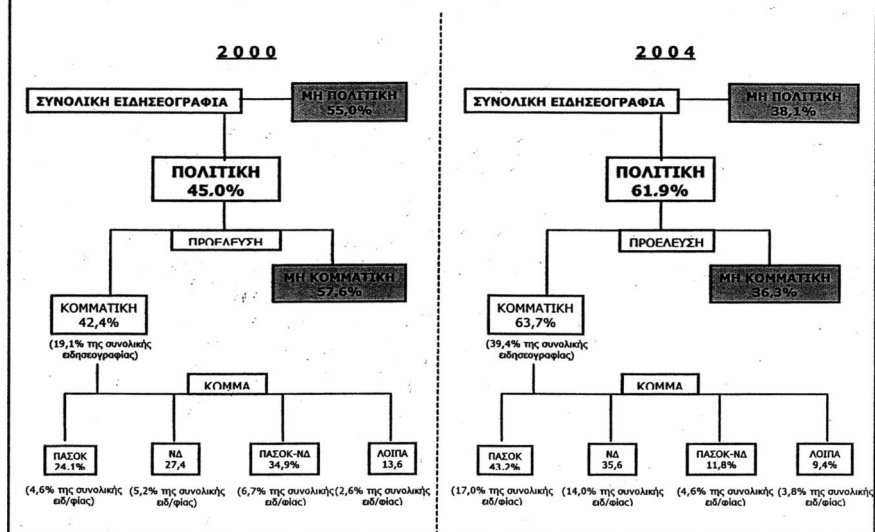 2000
ΣΥΝΟΛΙΚΗ ΕΙΔΗΣΕΟΓΡΑΦΙΑ
ΜΗ ΠΟΛΙΤΙΚΗ
55,0%
ΠΟΛΙΤΙΚΗ
45.0%
ΠΡΟΕΛΕΥΣΗ
ΜΗ ΚΟΜΜΑΤΙΚΗ
57,6%
ΚΟΜΜΑΤΙΚΗ
42,4%
(19,1% της συνολικής
ειδησεογραφίας)
ΚΟΜΜΑ
ΠΑΣΟΚ
24.1%
ΝΔ
27,4
ΠΑΣΟΚ-ΝΔ
34,9%
ΛΟΙΠΑ
13,6
(4,6% της συνολικής
ειδ/φίας)
(5,2% της συνολικής
ειδ/φίας)
(6,7% της συνολικής
ειδ/φίας)
(2,6% της συνολικής
ειδ/φίας)
2004
ΣΥΝΟΛΙΚΗ ΕΙΔΗΣΕΟΓΡΑΦΙΑ
ΜΗ ΠΟΛΙΤΙΚΗ
38,1%
ΠΟΛΙΤΙΚΗ
61.9%
ΠΡΟΕΛΕΥΣΗ
ΜΗ ΚΟΜΜΑΤΙΚΗ
36,3%
ΚΟΜΜΑΤΙΚΗ
63,7%
(39,4% της συνολικής
ειδησεογραφίας)
ΚΟΜΜΑ
ΠΑΣΟΚ
43.2%
ΝΔ
35,6
ΠΑΣΟΚ-ΝΔ
11,8%
ΛΟΙΠΑ
9,4%
(17,0% της συνολικής
ειδ/φίας)
(14,0% της συνολικής
ειδ/φίας)
(4,6% της συνολικής
ειδ/φίας)
(3,8% της συνολικής
ειδ/φίας)